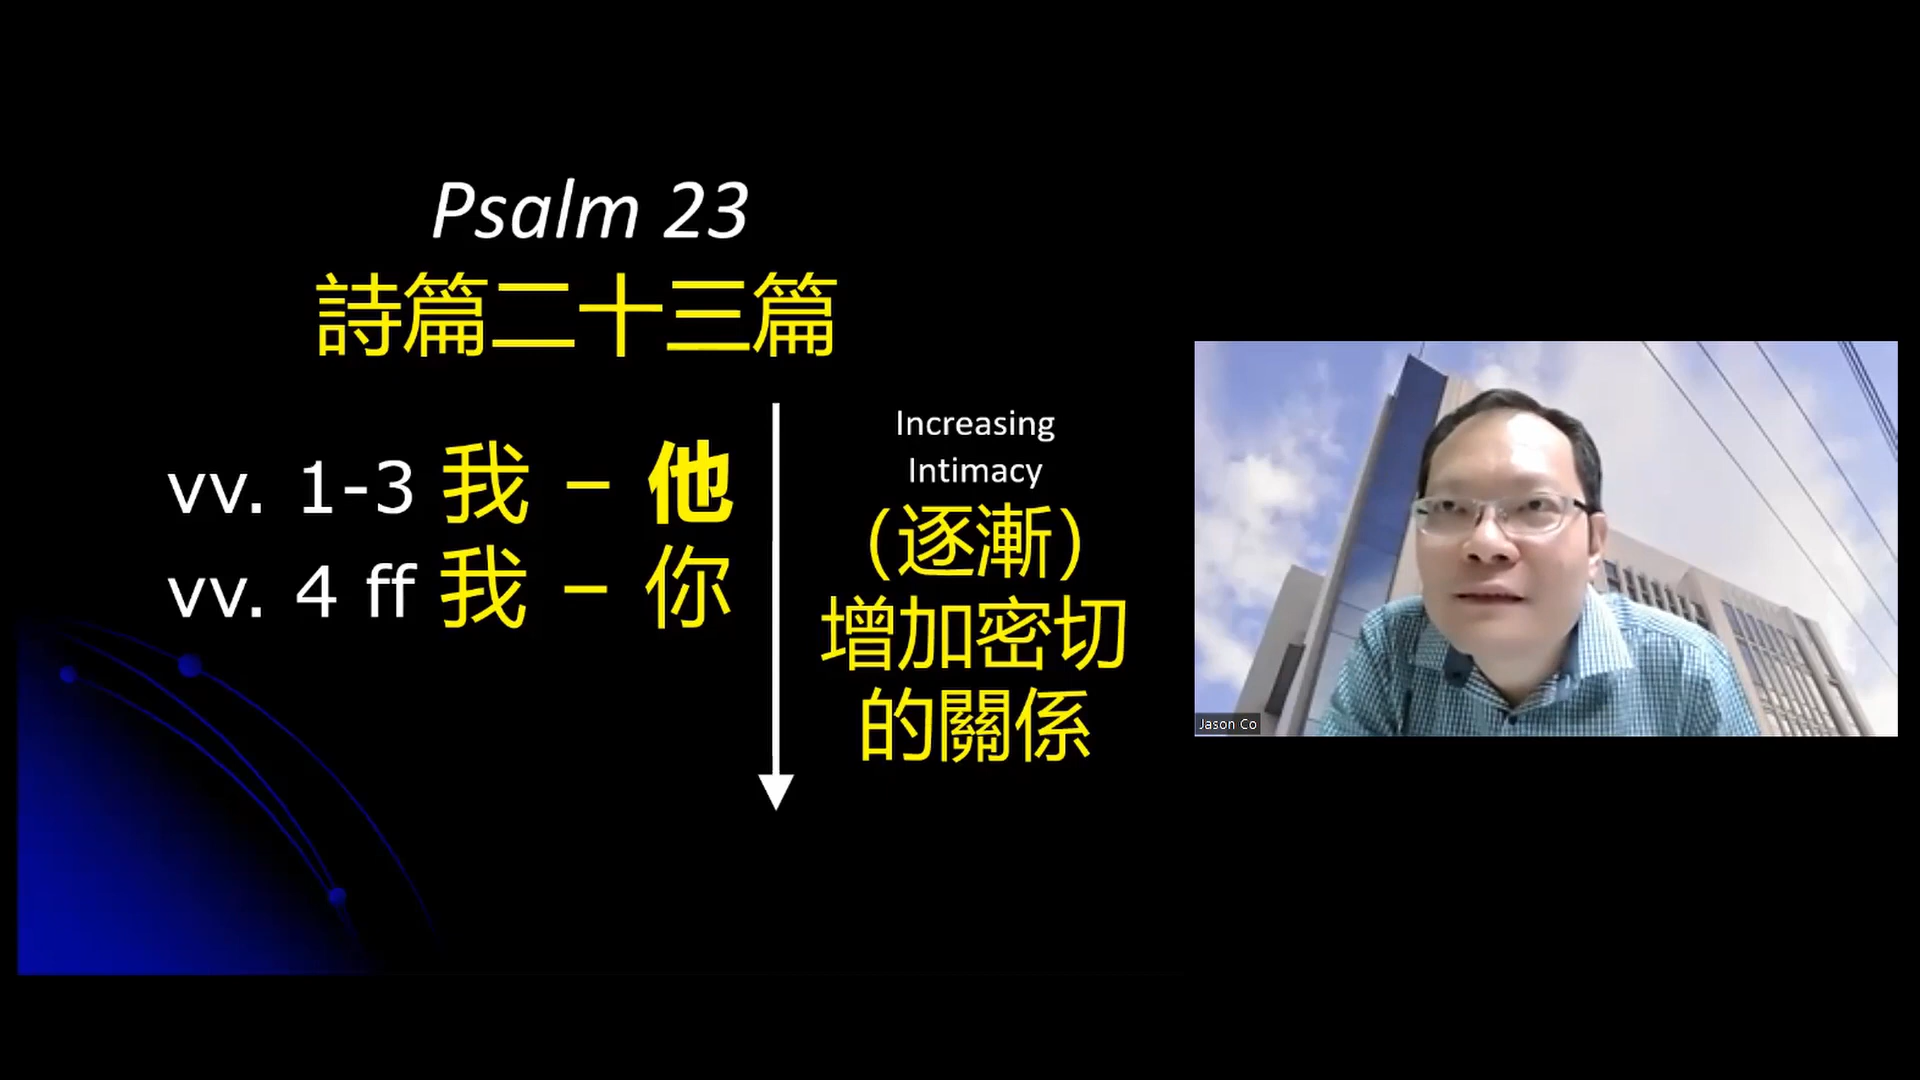 Psalm 23
詩篇二十三篇
vv. 1-3 我 – 他
vv. 4 ff 我 – 你
Increasing
Intimacy
(逐漸)
增加密切
的關係
Jason Co